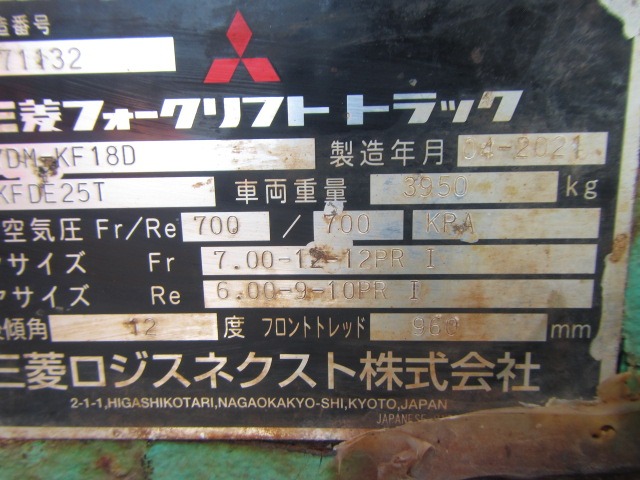 造番号
71132
三菱フォークリフト トラック
7DM-KF18D 製造年月 04-2021
KFDE25T 車両重量 3950 kg
空気圧 Fr/Re 700 / 700 KPA
ヤサイズ Fr 7.00-12-12PR I
ヤサイズ Re 6.00-9-10PR I
傾角 12 度 フロントトレッド 960 mm
三菱ロジスネクスト株式会社
2-1-1,HIGASHIKOTARI,NAGAOKAKYO-SHI,KYOTO,JAPAN
JAPANESE